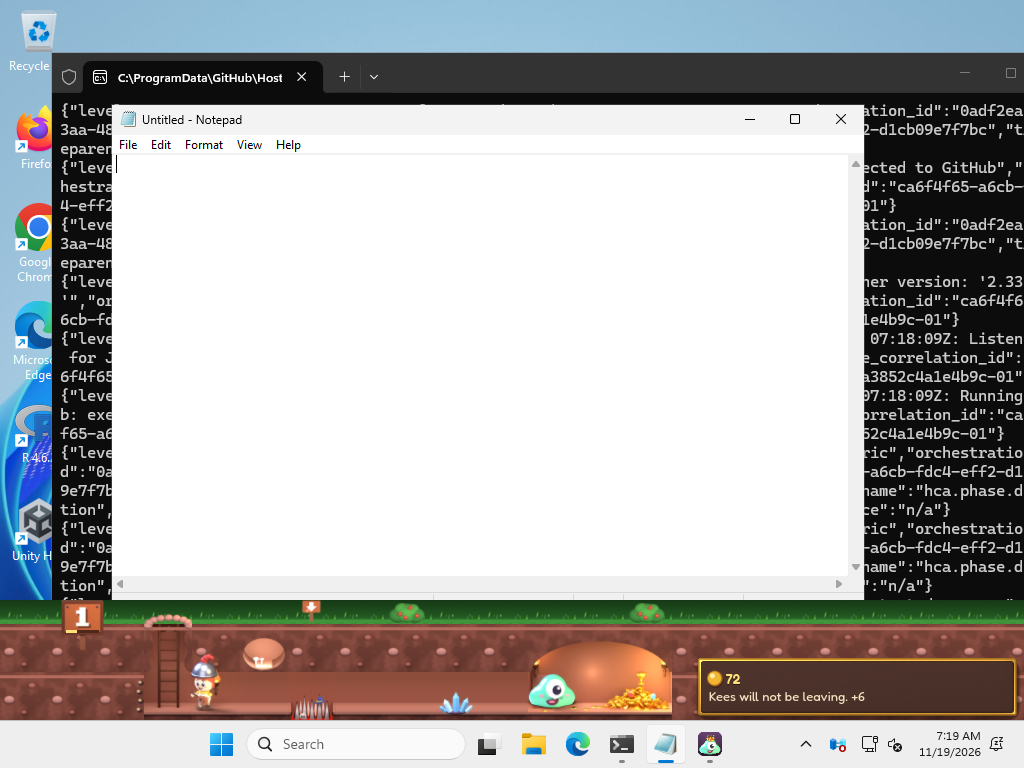 Recycle
Firefo
Googl
Chrom
Microso
Edge
R 4.6.
Unity H
C:\ProgramData\GitHub\Host
{"leve
ration_id":"0adf2ea
3aa-48
2-d1cb09e7f7bc","t
eparen
{"leve
ected to GitHub","
hestra
d":"ca6f4f65-a6cb-
4-eff2
01"}
{"leve
ration_id":"0adf2ea
3aa-48
2-d1cb09e7f7bc","t
eparen
{"leve
ner version: '2.33
'","or
ation_id":"ca6f4f6
6cb-fd
1e4b9c-01"}
{"leve
07:18:09Z: Listen
for J
e_correlation_id":
6f4f65
a3852c4a1e4b9c-01"
{"leve
07:18:09Z: Running
b: exe
orrelation_id":"ca
f65-a6
52c4a1e4b9c-01"}
{"leve
ric","orchestratio
d":"0a
-a6cb-fdc4-eff2-d1
9e7f7b
name":"hca.phase.d
tion",
ce":"n/a"}
{"leve
ric","orchestratio
d":"0a
-a6cb-fdc4-eff2-d1
9e7f7b
name":"hca.phase.d
tion",
":"n/a"}
Untitled - Notepad
File Edit Format View Help
1
72
Kees will not be leaving. +6
Search
7:19 AM
11/19/2026